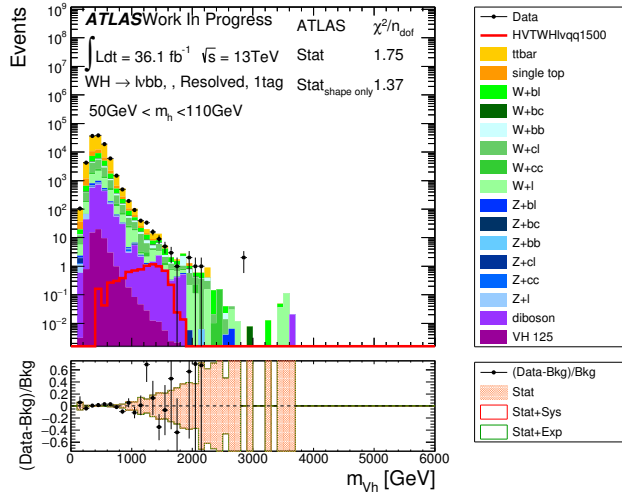 ATLAS Work In Progress
∫Ldt = 36.1 fb⁻¹ √s = 13TeV
WH → lvbb, , Resolved, 1tag
50GeV < m_h <110GeV
ATLAS χ²/n_dof
Stat 1.75
Stat_shape only 1.37
Events
10⁹
10⁸
10⁷
10⁶
10⁵
10⁴
10³
10²
10
1
10⁻¹
10⁻²
Data
HVTWHlvqq1500
ttbar
single top
W+bl
W+bc
W+bb
W+cl
W+cc
W+l
Z+bl
Z+bc
Z+bb
Z+cl
Z+cc
Z+l
diboson
VH 125
(Data-Bkg)/Bkg
0.6
0.4
0.2
0
−0.2
−0.4
−0.6
0 1000 2000 3000 4000 5000 6000
m_Vh [GeV]
(Data-Bkg)/Bkg
Stat
Stat+Sys
Stat+Exp